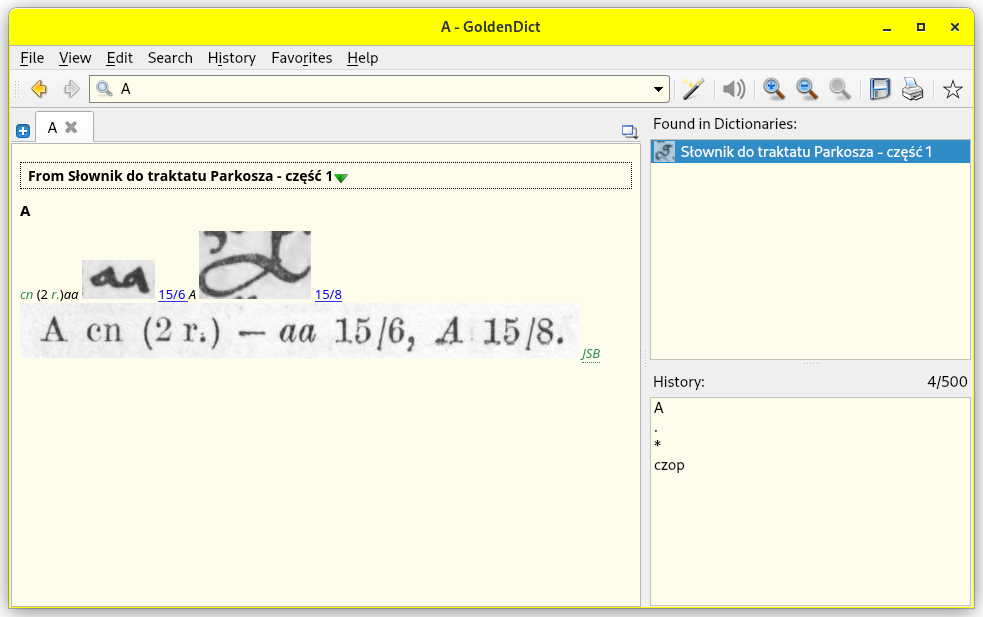 A - GoldenDict
File View Edit Search History Favorites Help
A
A
From Słownik do traktatu Parkosza - część 1
A
cn (2 r.)aa aa 15/6 A 15/8
A cn (2 r.) — aa 15/6, A 15/8.
JSB
Found in Dictionaries:
Słownik do traktatu Parkosza - część 1
History: 4/500
A
.
*
czop